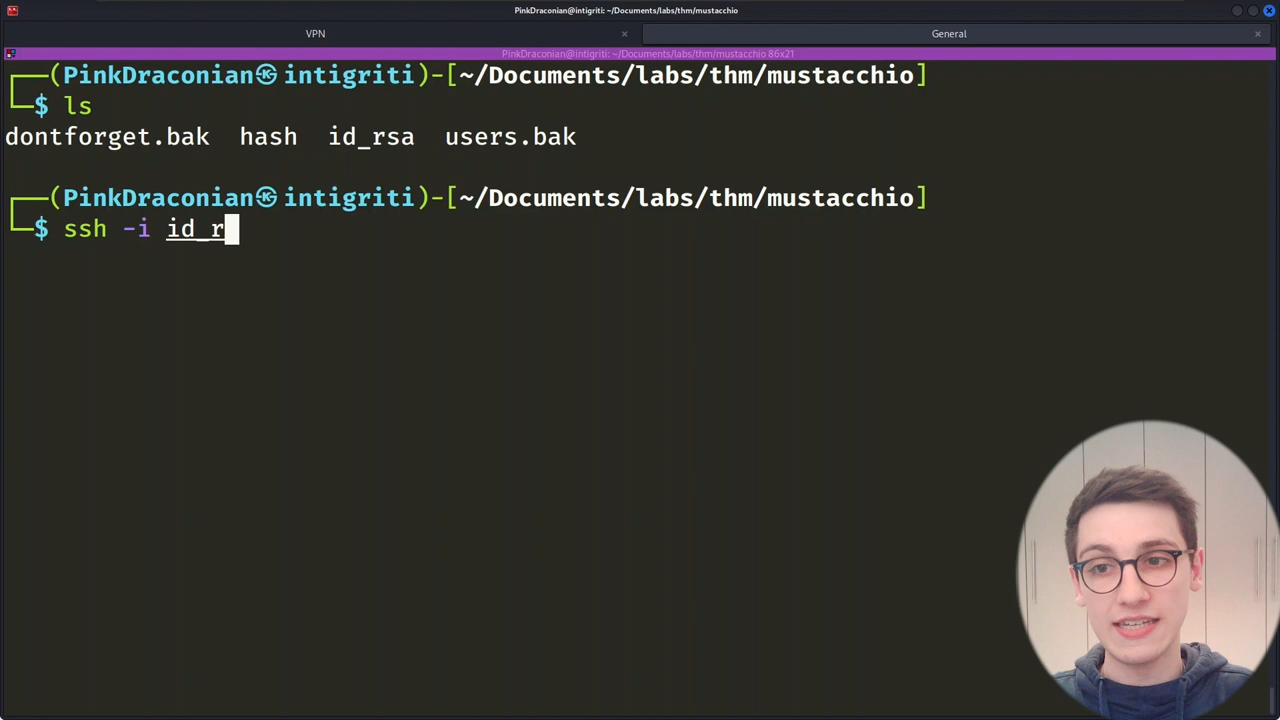 PinkDraconian@intigriti: ~/Documents/labs/thm/mustacchio
VPN
General
PinkDraconian@intigriti: ~/Documents/labs/thm/mustacchio 86x21
┌──(PinkDraconian㉿intigriti)-[~/Documents/labs/thm/mustacchio]
└─$ ls
dontforget.bak  hash  id_rsa  users.bak
┌──(PinkDraconian㉿intigriti)-[~/Documents/labs/thm/mustacchio]
└─$ ssh -i id_r